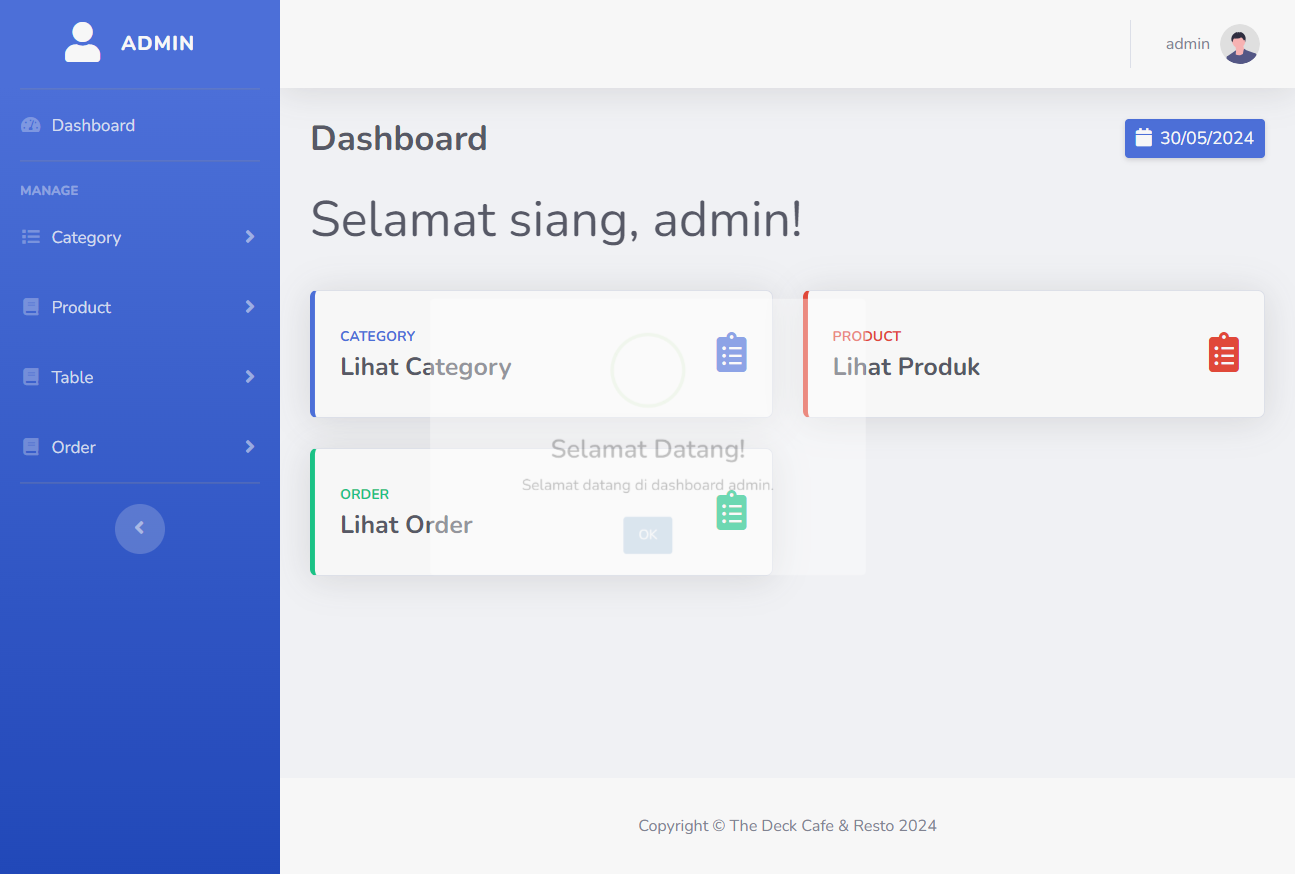 ADMIN
admin
Dashboard
MANAGE
Category
Product
Table
Order
Dashboard
30/05/2024
Selamat siang, admin!
CATEGORY
Lihat Category
PRODUCT
Lihat Produk
Selamat Datang!
Selamat datang di dashboard admin.
OK
ORDER
Lihat Order
Copyright © The Deck Cafe & Resto 2024